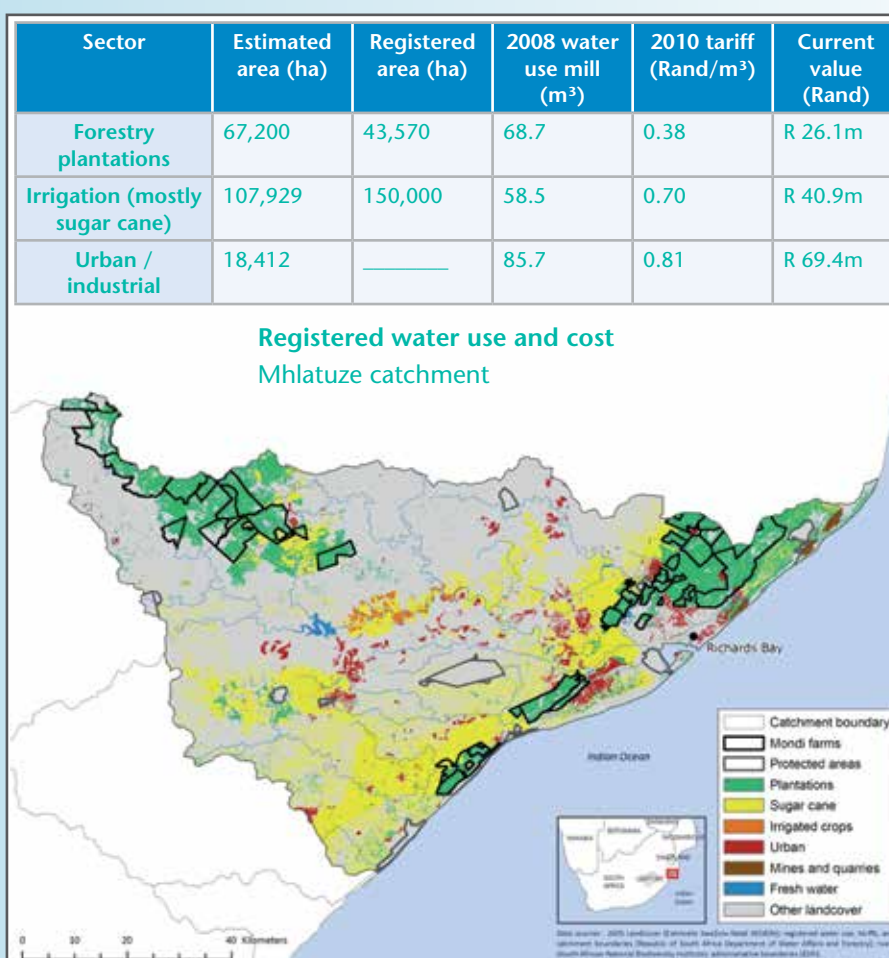 Sector
Estimated area (ha)
Registered area (ha)
2008 water use mill (m³)
2010 tariff (Rand/m³)
Current value (Rand)
Forestry plantations
67,200
43,570
68.7
0.38
R 26.1m
Irrigation (mostly sugar cane)
107,929
150,000
58.5
0.70
R 40.9m
Urban / industrial
18,412
________
85.7
0.81
R 69.4m
Registered water use and cost
Mhlatuze catchment
Richards Bay
Indian Ocean
Catchment boundary
Mondi farms
Protected areas
Plantations
Sugar cane
Irrigated crops
Urban
Mines and quarries
Fresh water
Other landcover
SOUTH AFRICA
0 10 20 40 Kilometers